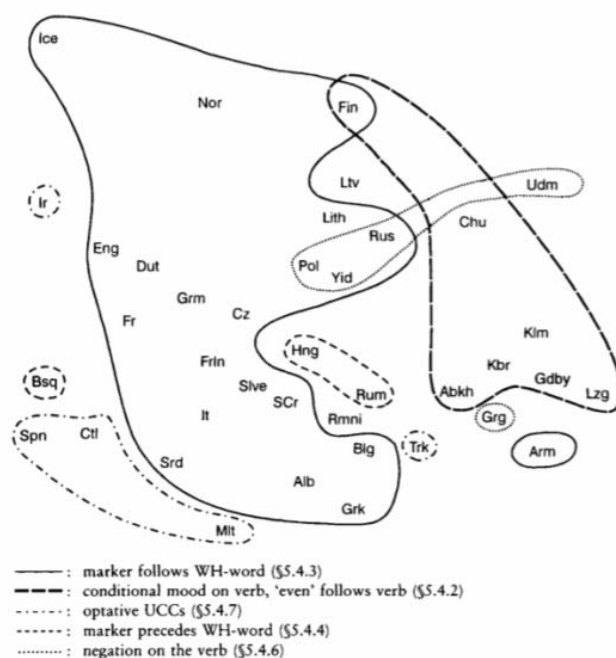 Ice
Nor
Fin
Ltv
Udm
Ir
Lith
Chu
Rus
Eng
Dut
Pol
Yid
Grm
Fr
Cz
Klm
Hng
Frln
Kbr
Bsq
Slve
Gdby
SCr
Rum
Abkh
Lzg
It
Rmni
Grg
Spn
Ctl
Blg
Trk
Arm
Srd
Alb
Grk
Mlt
: marker follows WH-word (§5.4.3)
: conditional mood on verb, ‘even’ follows verb (§5.4.2)
: optative UCCs (§5.4.7)
: marker precedes WH-word (§5.4.4)
: negation on the verb (§5.4.6)